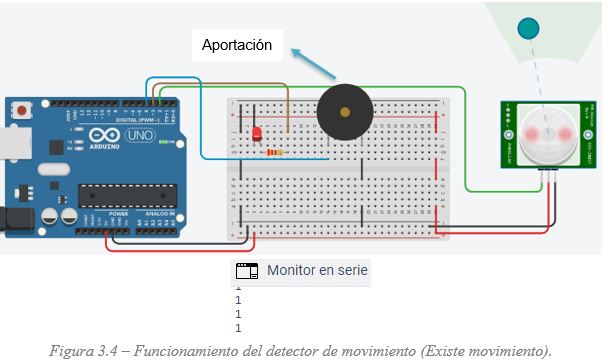 Aportación
DIGITAL (PWM ~)
UNO
ARDUINO
POWER
ANALOG IN
Monitor en serie
1
1
1
1
Figura 3.4 – Funcionamiento del detector de movimiento (Existe movimiento).